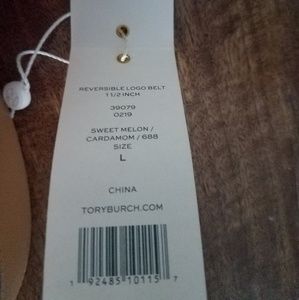 REVERSIBLE LOGO BELT
1 1/2 INCH
39079
0219
SWEET MELON /
CARDAMOM / 688
SIZE
L
CHINA
TORYBURCH.COM
1 92485 10115 7